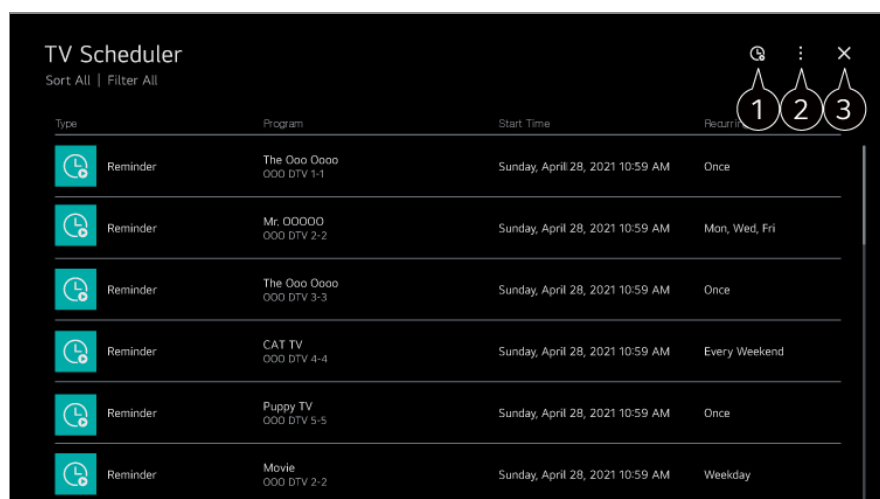 TV Scheduler
Sort All | Filter All
1 2 3
Type Program Start Time
Reminder The Ooo Oooo Sunday, April 28, 2021 10:59 AM Once
OOO DTV 1-1
Reminder Mr. OOOOO Sunday, April 28, 2021 10:59 AM Mon, Wed, Fri
OOO DTV 2-2
Reminder The Ooo Oooo Sunday, April 28, 2021 10:59 AM Once
OOO DTV 3-3
Reminder CAT TV Sunday, April 28, 2021 10:59 AM Every Weekend
OOO DTV 4-4
Reminder Puppy TV Sunday, April 28, 2021 10:59 AM Once
OOO DTV 5-5
Reminder Movie Sunday, April 28, 2021 10:59 AM Weekday
OOO DTV 2-2